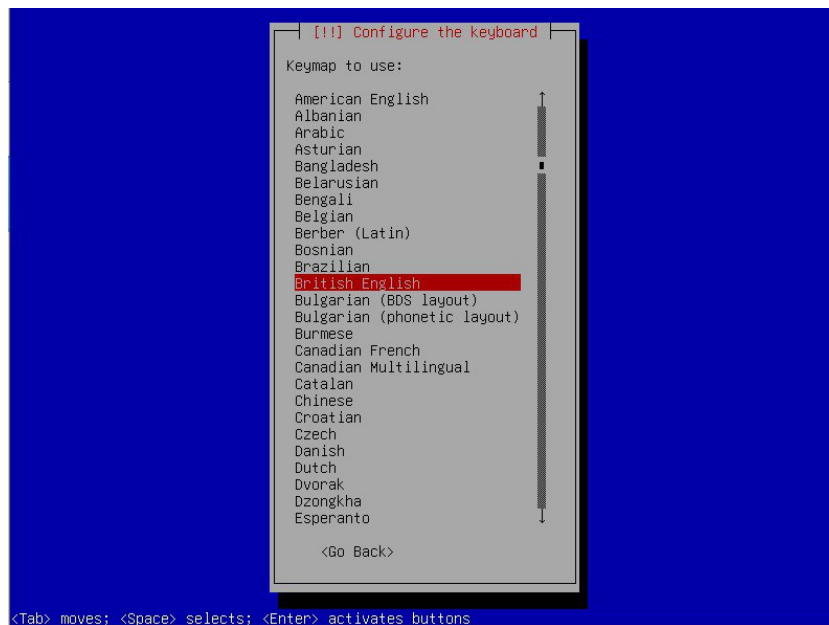 [!!] Configure the keyboard
Keymap to use:
American English
Albanian
Arabic
Asturian
Bangladesh
Belarusian
Bengali
Belgian
Berber (Latin)
Bosnian
Brazilian
British English
Bulgarian (BDS layout)
Bulgarian (phonetic layout)
Burmese
Canadian French
Canadian Multilingual
Catalan
Chinese
Croatian
Czech
Danish
Dutch
Dvorak
Dzongkha
Esperanto
<Go Back>
<Tab> moves; <Space> selects; <Enter> activates buttons